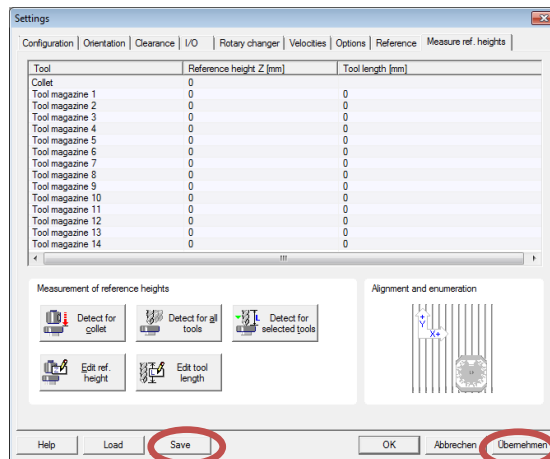 Settings
Configuration Orientation Clearance I/O Rotary changer Velocities Options Reference Measure ref. heights
Tool Reference height Z [mm] Tool length [mm]
Collet 0
Tool magazine 1 0 0
Tool magazine 2 0 0
Tool magazine 3 0 0
Tool magazine 4 0 0
Tool magazine 5 0 0
Tool magazine 6 0 0
Tool magazine 7 0 0
Tool magazine 8 0 0
Tool magazine 9 0 0
Tool magazine 10 0 0
Tool magazine 11 0 0
Tool magazine 12 0 0
Tool magazine 13 0 0
Tool magazine 14 0 0
Measurement of reference heights Alignment and enumeration
Detect for collet
Detect for all tools
Detect for selected tools
Edit ref. height
Edit tool length
Y
X+
Help Load Save OK Abbrechen Übernehmen